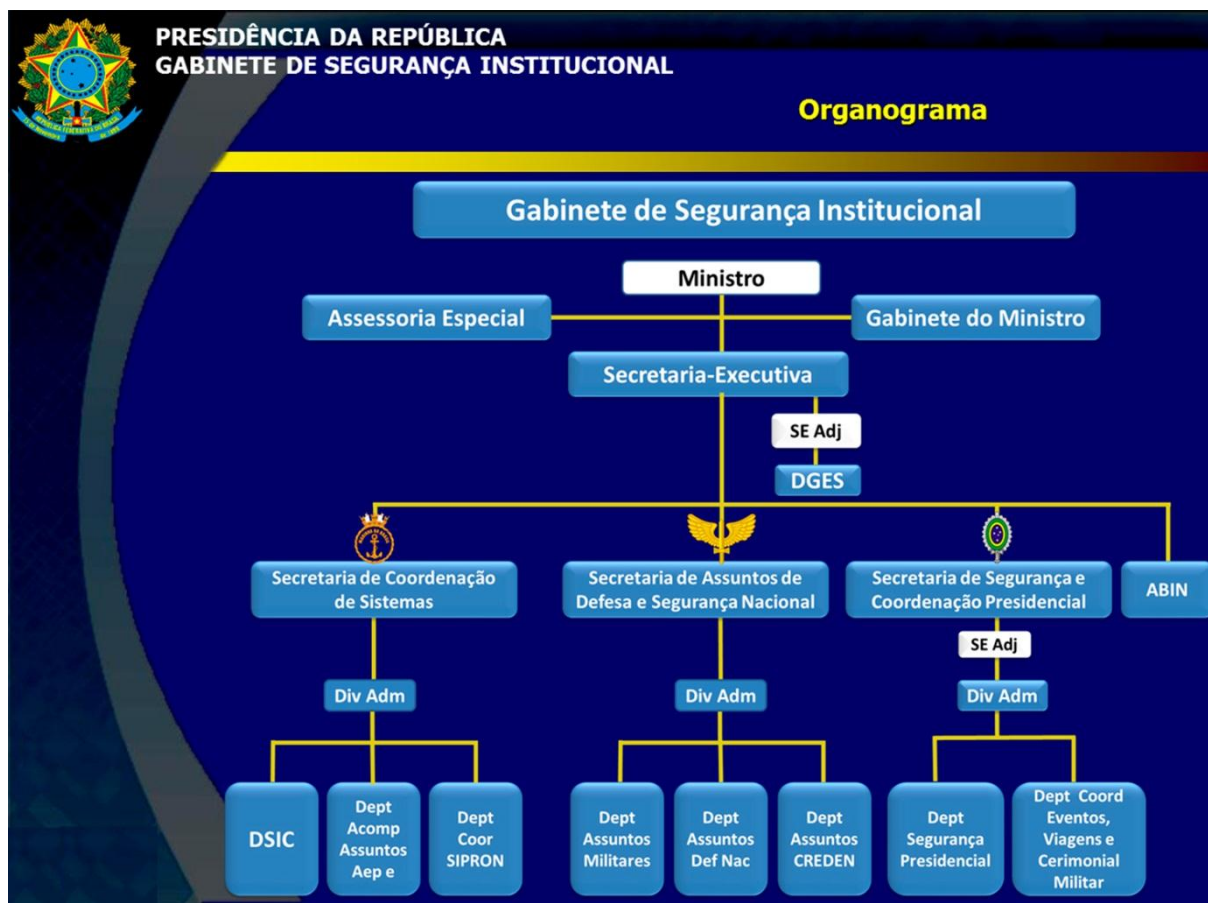 PRESIDÊNCIA DA REPÚBLICA
GABINETE DE SEGURANÇA INSTITUCIONAL
Organograma
Gabinete de Segurança Institucional
Ministro
Assessoria Especial
Gabinete do Ministro
Secretaria-Executiva
SE Adj
DGES
Secretaria de Coordenação
de Sistemas
Secretaria de Assuntos de
Defesa e Segurança Nacional
Secretaria de Segurança e
Coordenação Presidencial
ABIN
SE Adj
Div Adm
Div Adm
Div Adm
DSIC
Dept
Acomp
Assuntos
Aep e
Dept
Coor
SIPRON
Dept
Assuntos
Militares
Dept
Assuntos
Def Nac
Dept
Assuntos
CREDEN
Dept
Segurança
Presidencial
Dept Coord
Eventos,
Viagens e
Cerimonial
Militar